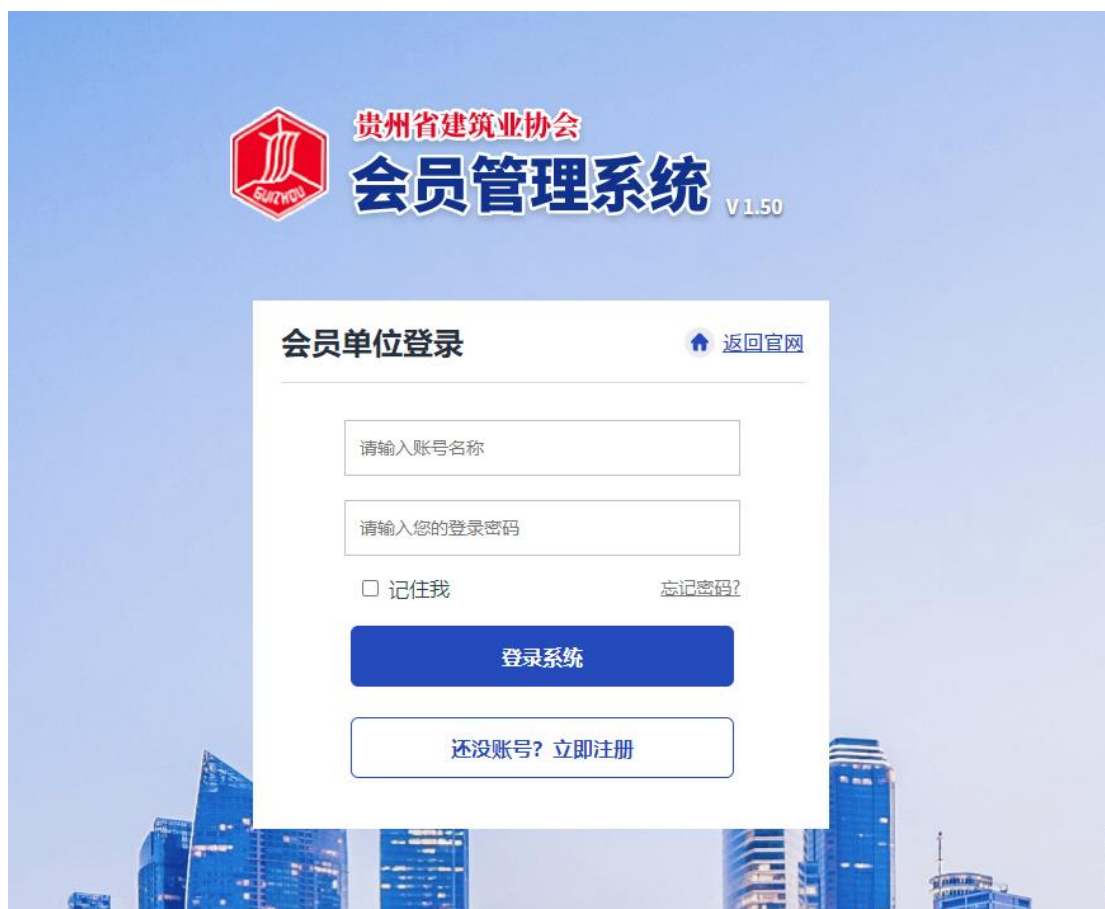 贵州省建筑业协会
GUIZHOU
会员管理系统 V 1.50
会员单位登录 返回官网
请输入账号名称
请输入您的登录密码
记住我 忘记密码?
登录系统
还没账号？立即注册